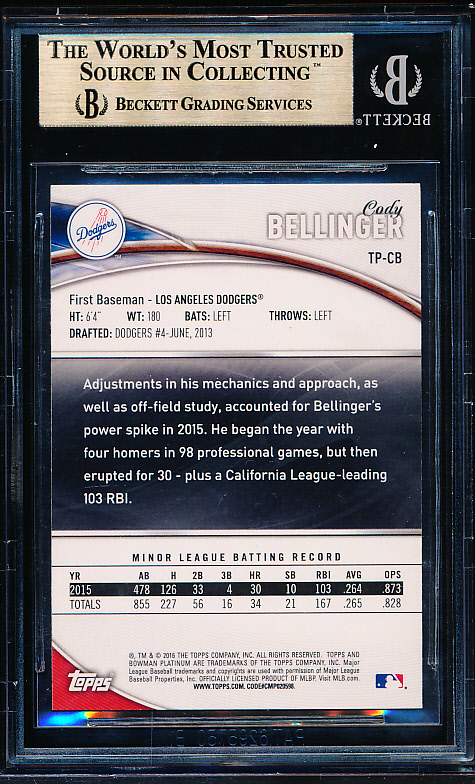 THE WORLD'S MOST TRUSTED
SOURCE IN COLLECTING™
B BECKETT GRADING SERVICES
B
BECKETT®
Dodgers
Cody
BELLINGER
TP-CB
First Baseman - LOS ANGELES DODGERS®
HT: 6'4" WT: 180 BATS: LEFT THROWS: LEFT
DRAFTED: DODGERS #4-JUNE, 2013
Adjustments in his mechanics and approach, as
well as off-field study, accounted for Bellinger's
power spike in 2015. He began the year with
four homers in 98 professional games, but then
erupted for 30 - plus a California League-leading
103 RBI.
MINOR LEAGUE BATTING RECORD
YR AB H 2B 3B HR SB RBI AVG OPS
2015 478 126 33 4 30 10 103 .264 .873
TOTALS 855 227 56 16 34 21 167 .265 .828
®, TM & © 2016 THE TOPPS COMPANY, INC. ALL RIGHTS RESERVED. TOPPS AND
BOWMAN PLATINUM ARE TRADEMARKS OF THE TOPPS COMPANY, INC. Major
League Baseball trademarks and copyrights are used with permission of Major League
Baseball Properties, Inc. OFFICIALLY LICENSED PRODUCT OF MLBP. Visit MLB.com.
WWW.TOPPS.COM. CODE#CMP020598.
Topps